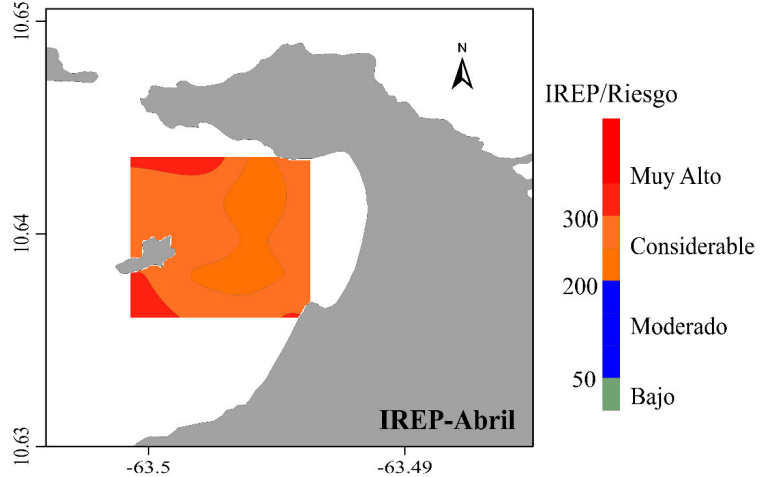 10.65
10.64
10.63
-63.5
-63.49
N
IREP-Abril
IREP/Riesgo
Muy Alto
300
Considerable
200
Moderado
50
Bajo